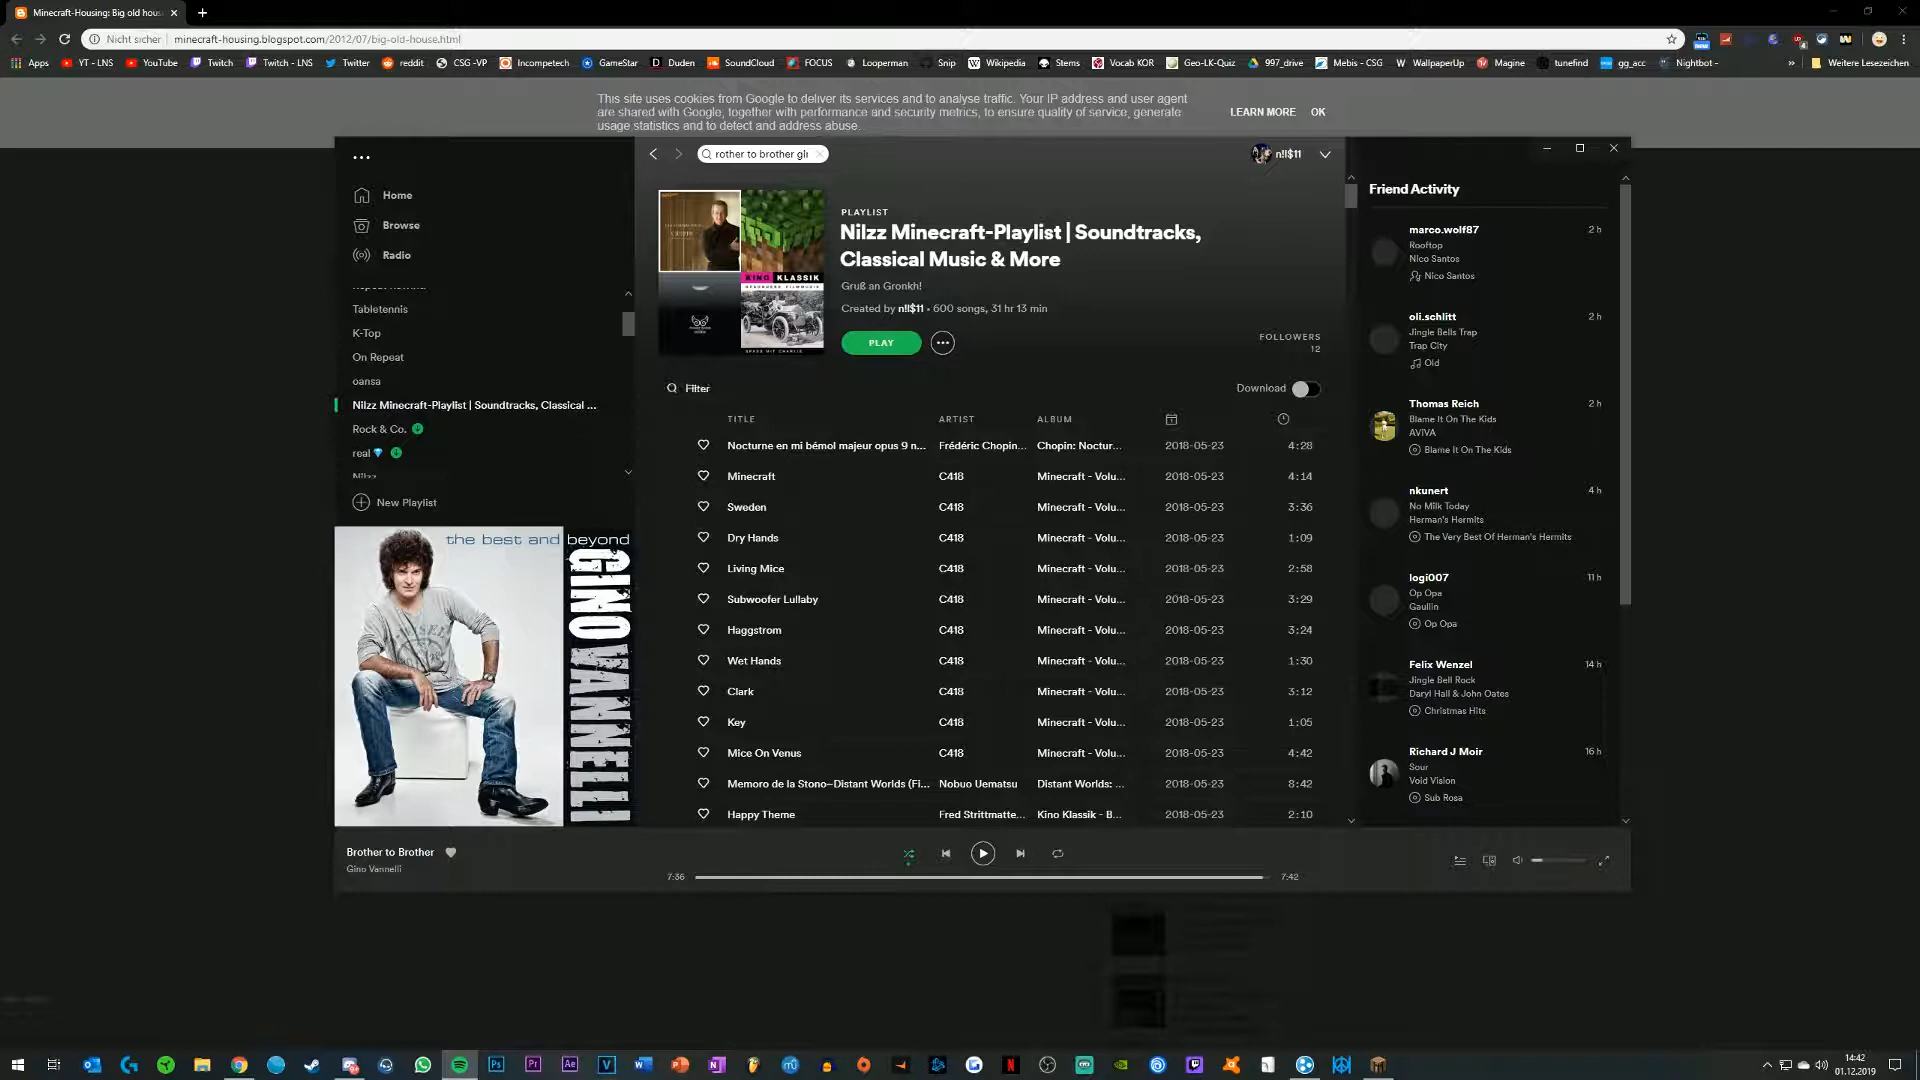 Minecraft-Housing: Big old hous
Nicht sicher | minecraft-housing.blogspot.com/2012/07/big-old-house.html
Apps YT - LNS YouTube Twitch Twitch - LNS Twitter reddit CSG -VP Incompetech GameStar Duden SoundCloud FOCUS Looperman Snip Wikipedia Stems Vocab KOR Geo-LK-Quiz 997_drive Mebis - CSG WallpaperUp Magine tunefind gg_acc Nightbot - » Weitere Lesezeichen
This site uses cookies from Google to deliver its services and to analyse traffic. Your IP address and user agent
are shared with Google, together with performance and security metrics, to ensure quality of service, generate
usage statistics and to detect and address abuse.
LEARN MORE OK
rother to brother gin
n!l$11
Home
Browse
Radio
Tabletennis
K-Top
On Repeat
oansa
Nilzz Minecraft-Playlist | Soundtracks, Classical ...
Rock & Co.
real
New Playlist
the best and beyond
GINO VANNELLI
PLAYLIST
Nilzz Minecraft-Playlist | Soundtracks,
Classical Music & More
Gruß an Gronkh!
Created by n!l$11 • 600 songs, 31 hr 13 min
PLAY
FOLLOWERS
12
KINO KLASSIK
SPASS MIT CHARLIE
Filter
Download
TITLE ARTIST ALBUM
Nocturne en mi bémol majeur opus 9 n... Frédéric Chopin... Chopin: Noctur... 2018-05-23 4:28
Minecraft C418 Minecraft - Volu... 2018-05-23 4:14
Sweden C418 Minecraft - Volu... 2018-05-23 3:36
Dry Hands C418 Minecraft - Volu... 2018-05-23 1:09
Living Mice C418 Minecraft - Volu... 2018-05-23 2:58
Subwoofer Lullaby C418 Minecraft - Volu... 2018-05-23 3:29
Haggstrom C418 Minecraft - Volu... 2018-05-23 3:24
Wet Hands C418 Minecraft - Volu... 2018-05-23 1:30
Clark C418 Minecraft - Volu... 2018-05-23 3:12
Key C418 Minecraft - Volu... 2018-05-23 1:05
Mice On Venus C418 Minecraft - Volu... 2018-05-23 4:42
Memoro de la Stono–Distant Worlds (Fi... Nobuo Uematsu Distant Worlds: ... 2018-05-23 8:42
Happy Theme Fred Strittmatte... Kino Klassik - B... 2018-05-23 2:10
Friend Activity
marco.wolf87 2 h
Rooftop
Nico Santos
Nico Santos
oli.schlitt 2 h
Jingle Bells Trap
Trap City
Old
Thomas Reich 2 h
Blame It On The Kids
AViVA
Blame It On The Kids
nkunert 4 h
No Milk Today
Herman's Hermits
The Very Best Of Herman's Hermits
logi007 11 h
Op Opa
Gaullin
Op Opa
Felix Wenzel 14 h
Jingle Bell Rock
Daryl Hall & John Oates
Christmas Hits
Richard J Moir 16 h
Sour
Void Vision
Sub Rosa
Brother to Brother
Gino Vannelli
7:36 7:42
14:42
01.12.2019